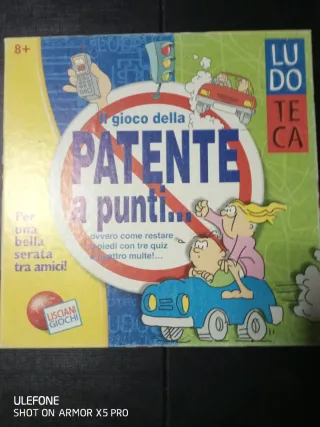 8+
LU
DO
TE
CA
il gioco della
PATENTE
a punti...
ovvero come restare
a piedi con tre quiz
e quattro multe!...
Per
una
bella
serata
tra amici!
LISCIANI
GIOCHI
ULEFONE
SHOT ON ARMOR X5 PRO